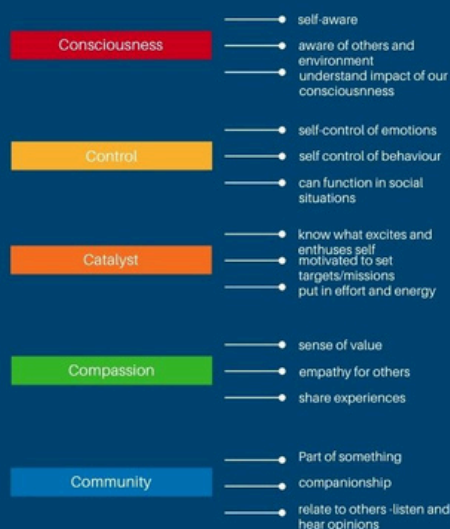 Consciousness
self-aware
aware of others and
environment
understand impact of our
consciousnness
Control
self-control of emotions
self control of behaviour
can function in social
situations
Catalyst
know what excites and
enthuses self
motivated to set
targets/missions
put in effort and energy
Compassion
sense of value
empathy for others
share experiences
Community
Part of something
companionship
relate to others -listen and
hear opinions